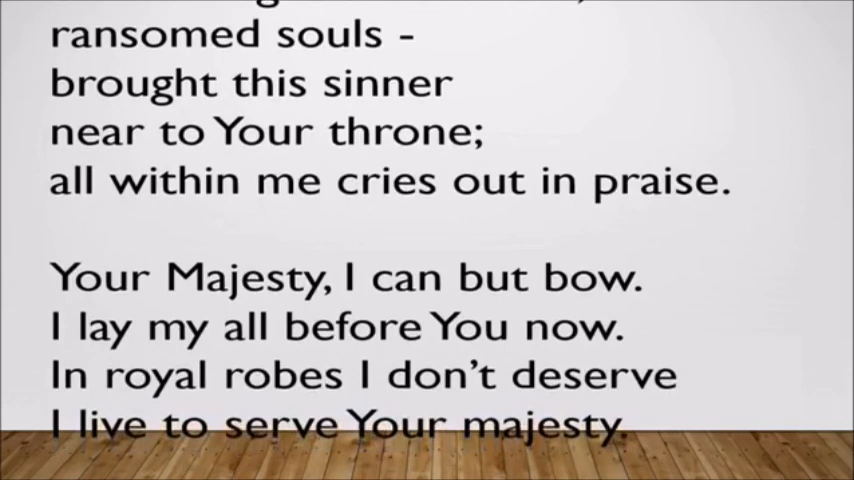 ransomed souls -
brought this sinner
near to Your throne;
all within me cries out in praise.
Your Majesty, I can but bow.
I lay my all before You now.
In royal robes I don't deserve
I live to serve Your majesty.